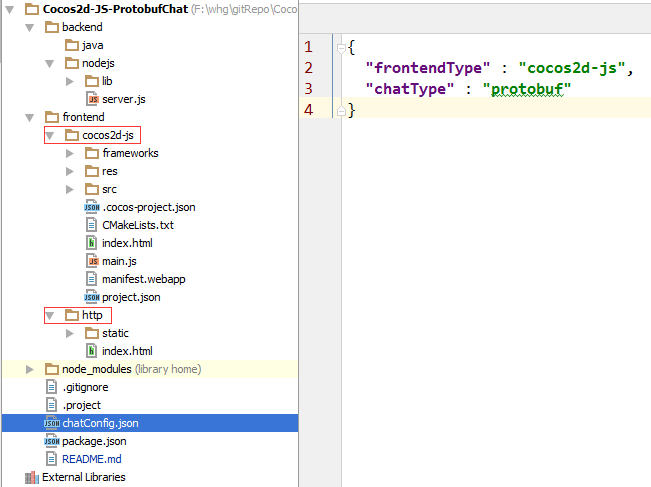 Cocos2d-JS-ProtobufChat (F:\whg\gitRepo\Coco
backend
java
nodejs
lib
server.js
frontend
cocos2d-js
frameworks
res
src
.cocos-project.json
CMakeLists.txt
index.html
main.js
manifest.webapp
project.json
http
static
index.html
node_modules (library home)
.gitignore
.project
chatConfig.json
package.json
README.md
External Libraries
1 {
2 "frontendType" : "cocos2d-js",
3 "chatType" : "protobuf"
4 }